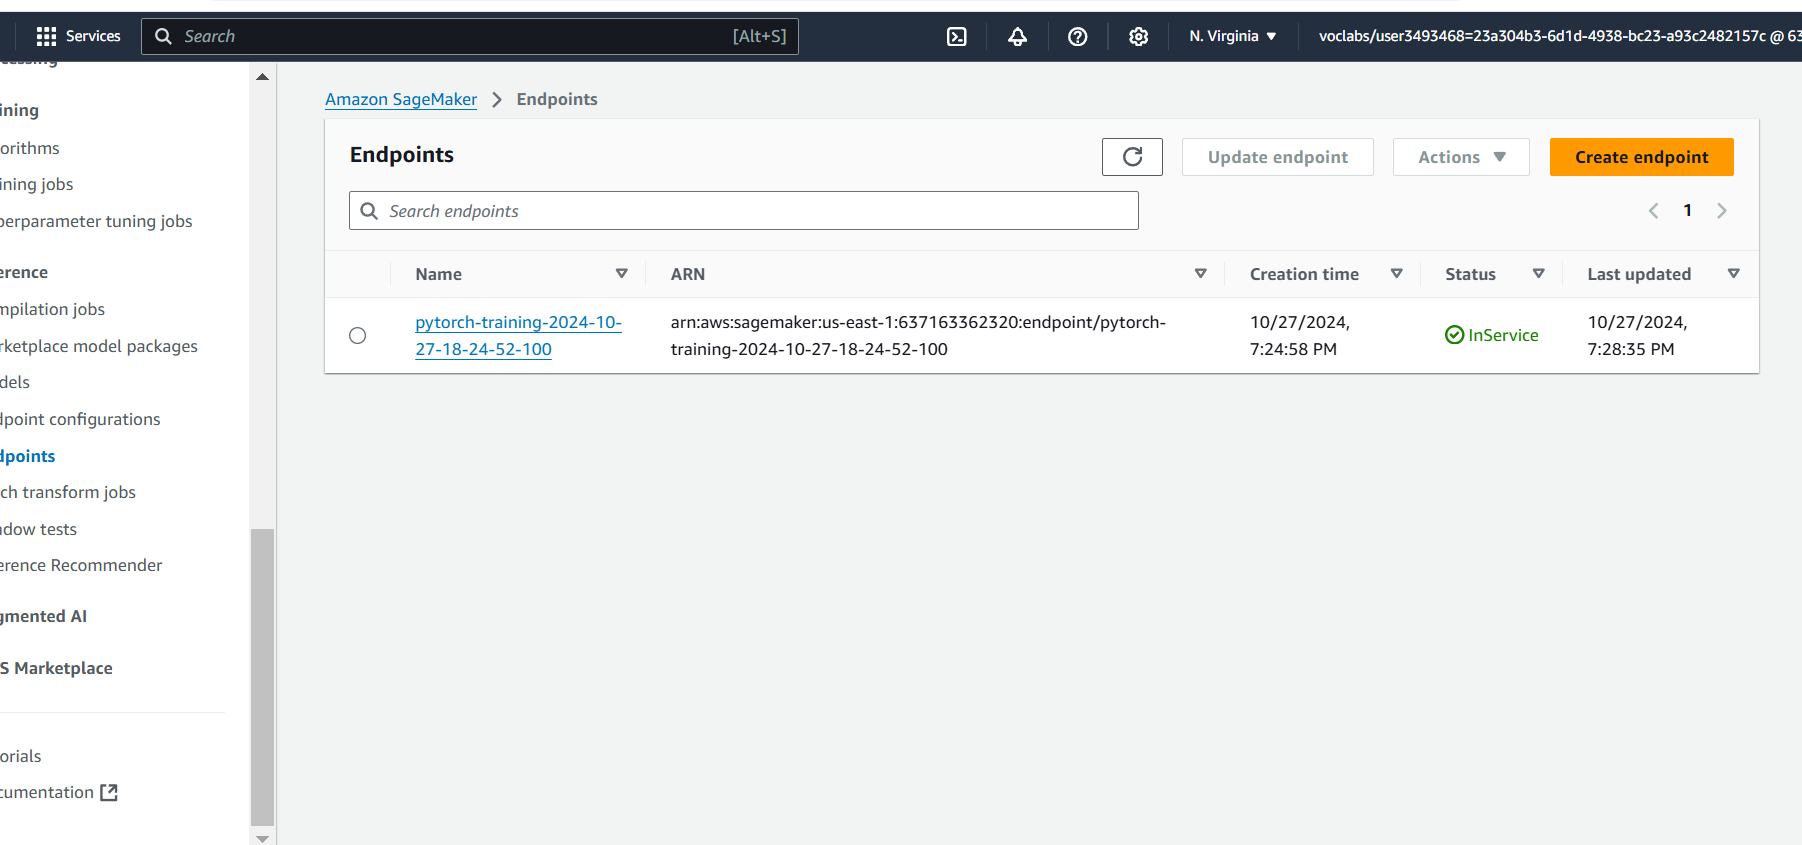 Services
Search
[Alt+S]
N. Virginia
voclabs/user3493468=23a304b3-6d1d-4938-bc23-a93c2482157c @ 63
ining
orithms
ining jobs
perparameter tuning jobs
erence
mpilation jobs
rketplace model packages
dels
dpoint configurations
dpoints
ch transform jobs
adow tests
erence Recommender
gmented AI
S Marketplace
orials
cumentation
Amazon SageMaker
Endpoints
Endpoints
Update endpoint
Actions
Create endpoint
Search endpoints
1
Name
ARN
Creation time
Status
Last updated
pytorch-training-2024-10-
27-18-24-52-100
arn:aws:sagemaker:us-east-1:637163362320:endpoint/pytorch-
training-2024-10-27-18-24-52-100
10/27/2024,
7:24:58 PM
InService
10/27/2024,
7:28:35 PM